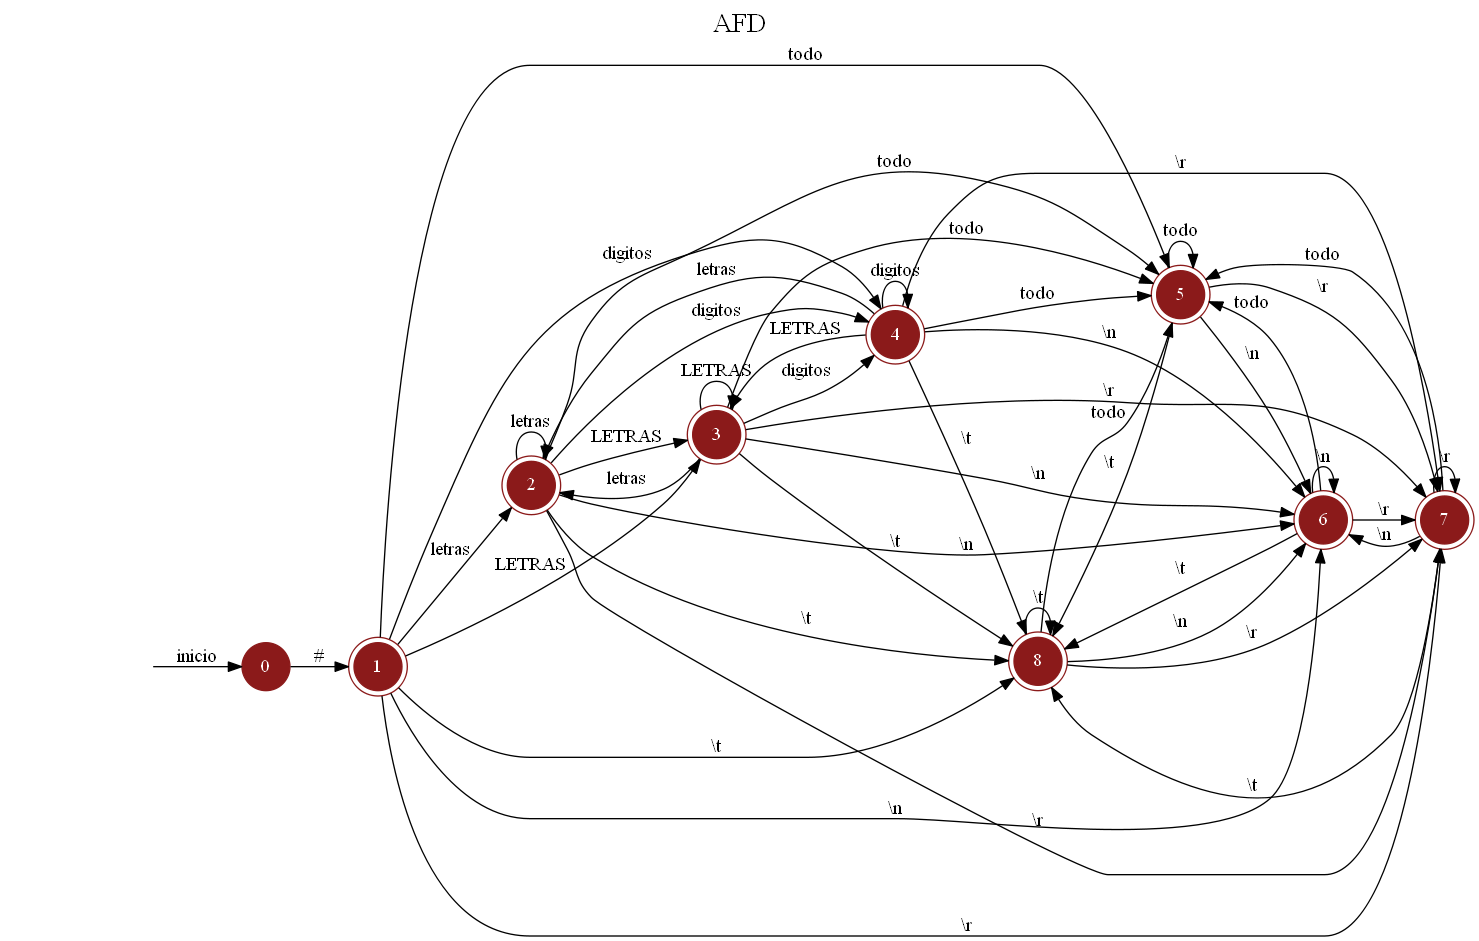 AFD
todo
todo
\r
todo
todo
digitos
todo
letras
digitos
\r
todo
todo
digitos
5
LETRAS
\n
4
\n
LETRAS
digitos
\r
letras
todo
LETRAS
3
\t
\n
\r
\t
letras
\n
2
6
\r
7
\n
letras
\t
\n
LETRAS
\t
\t
\t
\n
\r
inicio
0
#
1
8
\t
\t
\n
\r
\r